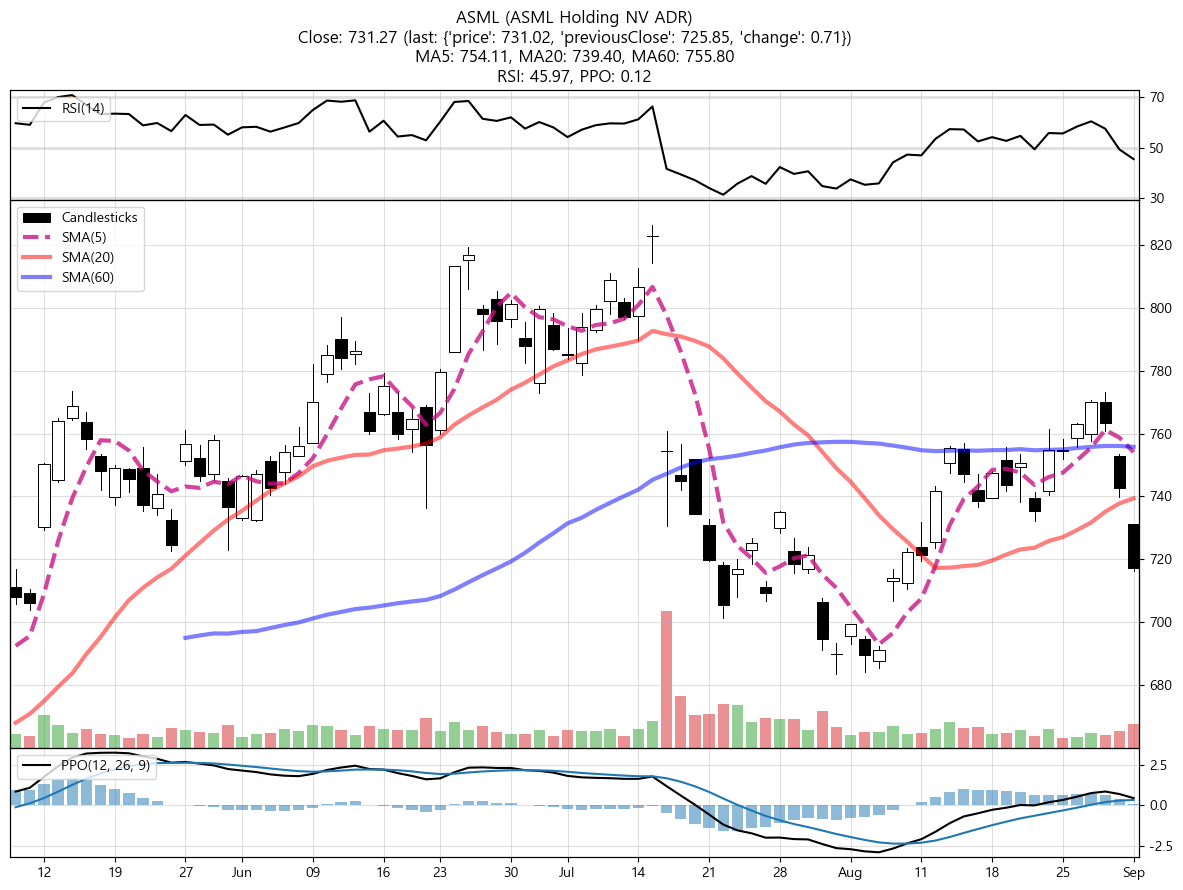 ASML (ASML Holding NV ADR)
Close: 731.27 (last: {'price': 731.02, 'previousClose': 725.85, 'change': 0.71})
MA5: 754.11, MA20: 739.40, MA60: 755.80
RSI: 45.97, PPO: 0.12
RSI(14)
70
50
30
Candlesticks
SMA(5)
SMA(20)
SMA(60)
820
800
780
760
740
720
700
680
PPO(12, 26, 9)
2.5
0.0
−2.5
12 19 27 Jun 09 16 23 30 Jul 14 21 28 Aug 11 18 25 Sep